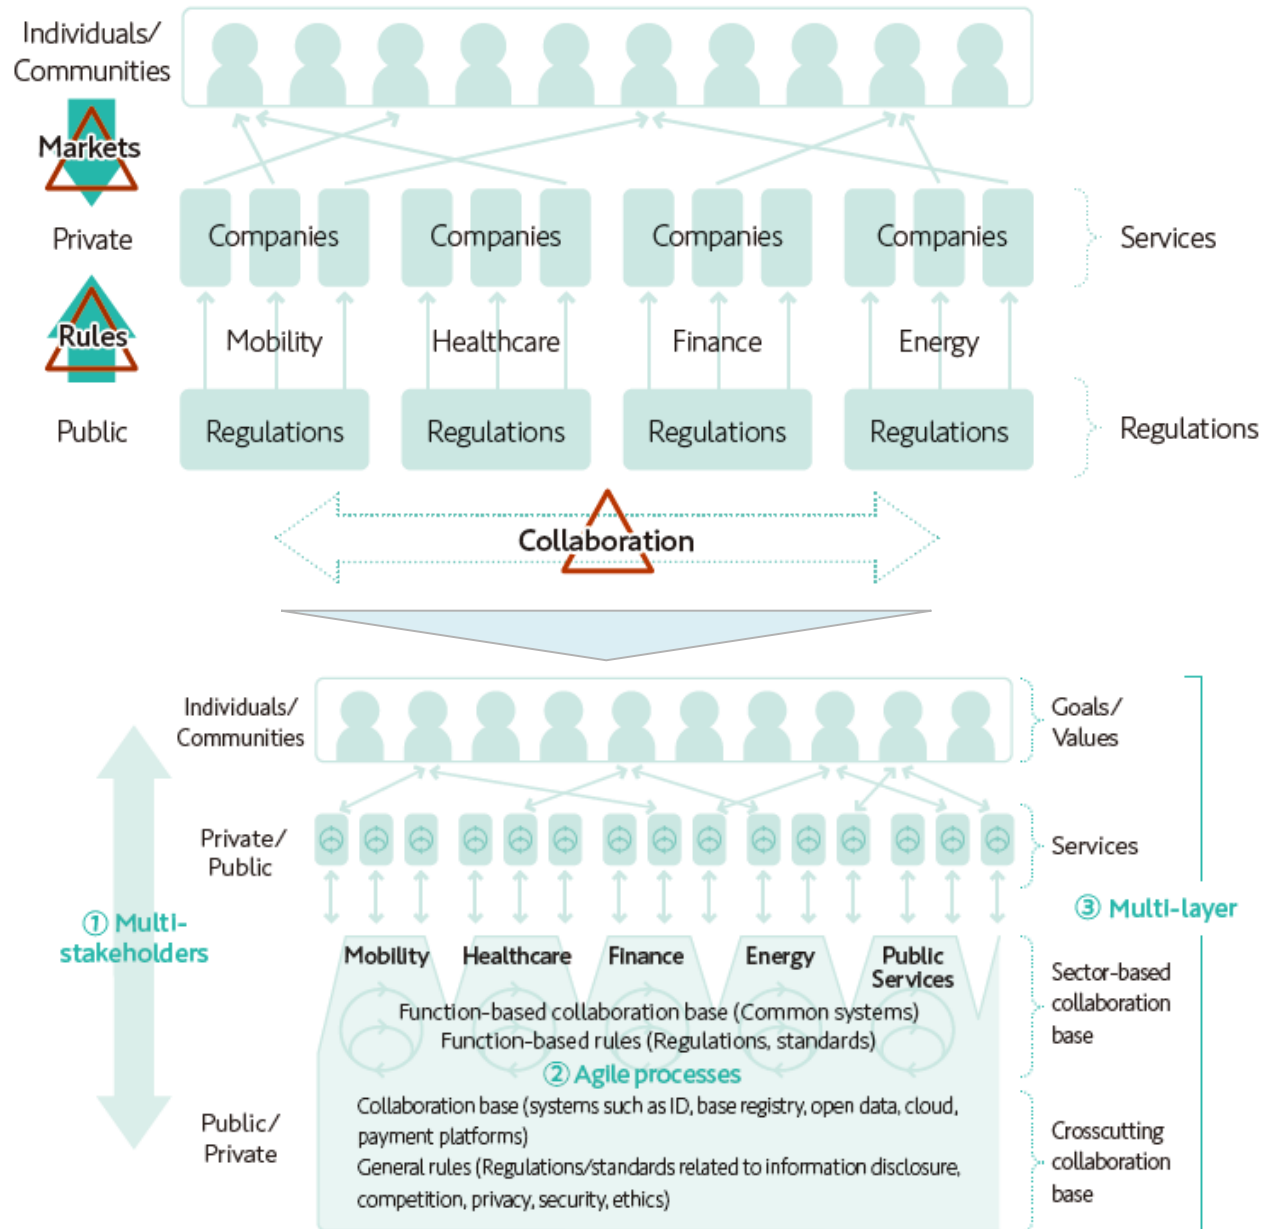 Individuals/
Communities
Markets
Private
Companies
Companies
Companies
Companies
Services
Rules
Mobility
Healthcare
Finance
Energy
Public
Regulations
Regulations
Regulations
Regulations
Regulations
Collaboration
Individuals/
Communities
Goals/
Values
Private/
Public
Services
① Multi-
stakeholders
③ Multi-layer
Mobility
Healthcare
Finance
Energy
Public
Services
Sector-based
collaboration
base
Function-based collaboration base (Common systems)
Function-based rules (Regulations, standards)
② Agile processes
Public/
Private
Collaboration base (systems such as ID, base registry, open data, cloud,
payment platforms)
General rules (Regulations/standards related to information disclosure,
competition, privacy, security, ethics)
Crosscutting
collaboration
base